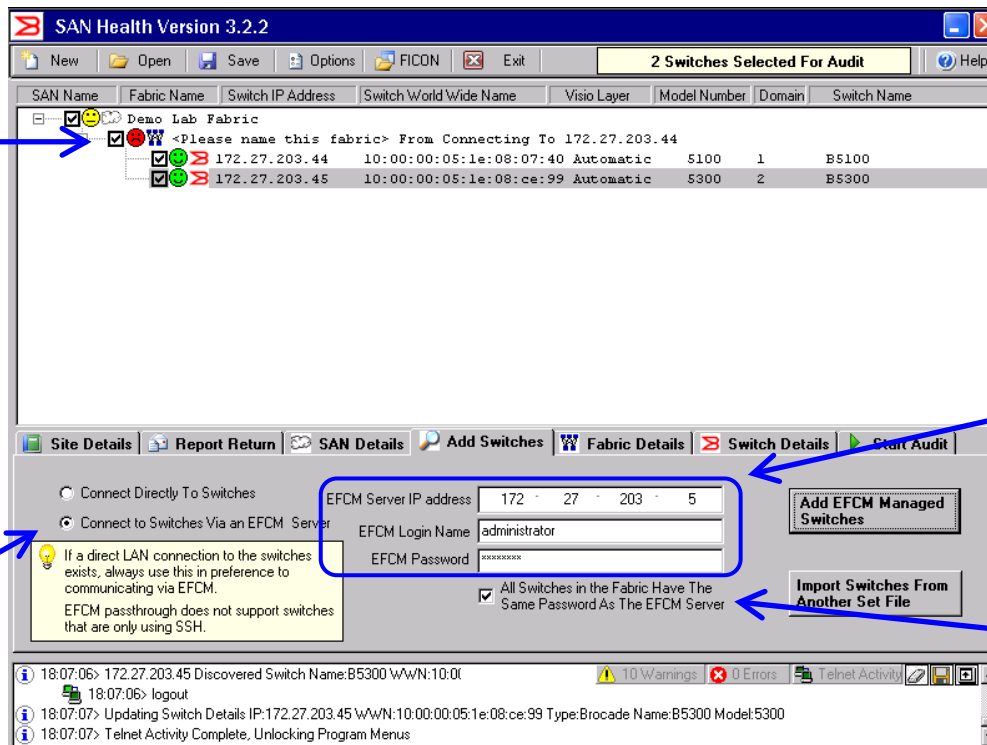 SAN Health Version 3.2.2
New Open Save Options FICON Exit 2 Switches Selected For Audit Help
SAN Name Fabric Name Switch IP Address Switch World Wide Name Visio Layer Model Number Domain Switch Name
Demo Lab Fabric
<Please name this fabric> From Connecting To 172.27.203.44
172.27.203.44 10:00:00:05:1e:08:07:40 Automatic 5100 1 B5100
172.27.203.45 10:00:00:05:1e:08:ce:99 Automatic 5300 2 B5300
Site Details Report Return SAN Details Add Switches Fabric Details Switch Details Start Audit
Connect Directly To Switches
Connect to Switches Via an EFCM Server
If a direct LAN connection to the switches
exists, always use this in preference to
communicating via EFCM.
EFCM passthrough does not support switches
that are only using SSH.
EFCM Server IP address 172 - 27 - 203 - 5
EFCM Login Name administrator
EFCM Password xxxxxxxx
All Switches in the Fabric Have The
Same Password As The EFCM Server
Add EFCM Managed
Switches
Import Switches From
Another Set File
18:07:06> 172.27.203.45 Discovered Switch Name:B5300 WWN:10:0(
10 Warnings 0 Errors Telnet Activity
18:07:06> logout
18:07:07> Updating Switch Details IP:172.27.203.45 WWN:10:00:00:05:1e:08:ce:99 Type:Brocade Name:B5300 Model:5300
18:07:07> Telnet Activity Complete, Unlocking Program Menus